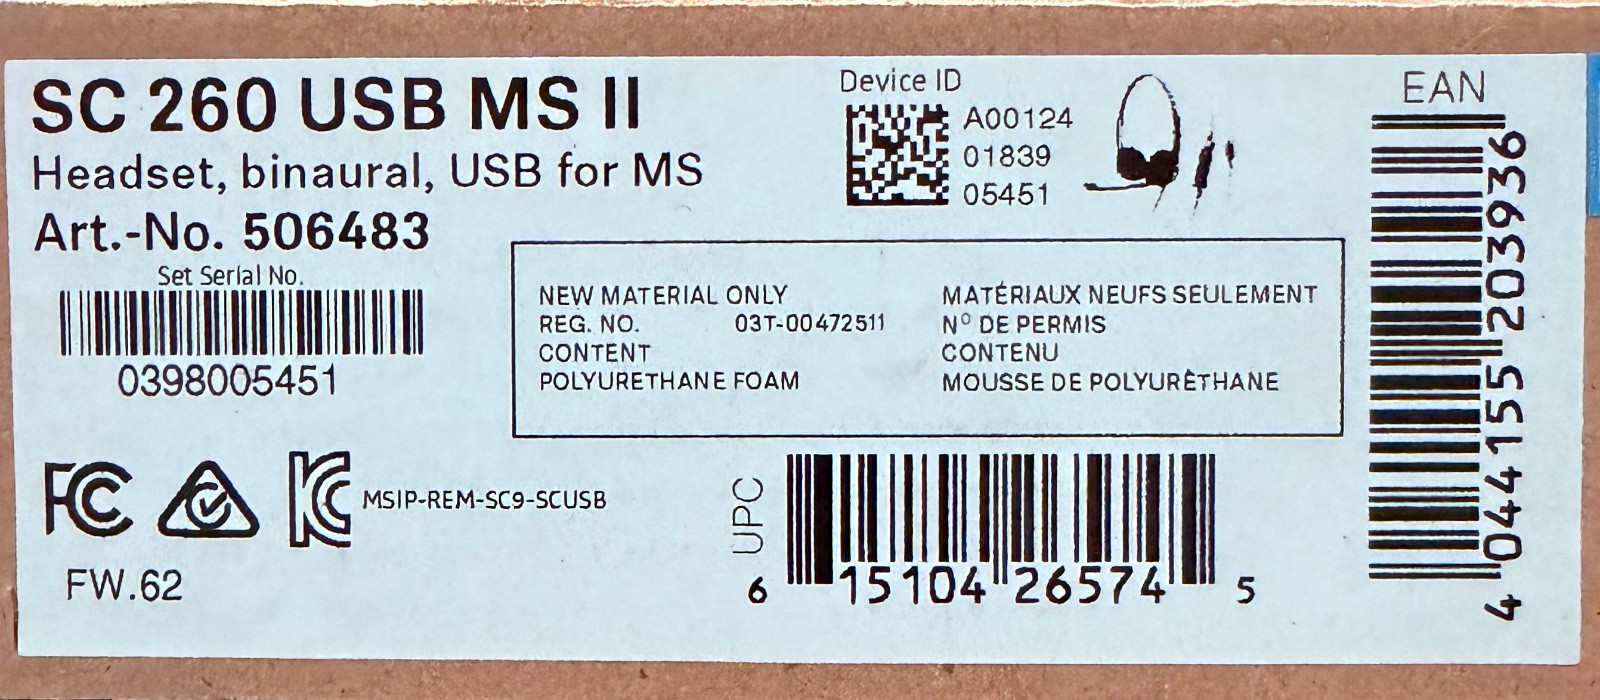 SC 260 USB MS II
Headset, binaural, USB for MS
Art.-No. 506483
Set Serial No.
0398005451
FC
MSIP-REM-SC9-SCUSB
FW.62
Device ID
A00124
01839
05451
NEW MATERIAL ONLY
REG. NO. 03T-00472511
CONTENT
POLYURETHANE FOAM
MATÉRIAUX NEUFS SEULEMENT
N° DE PERMIS
CONTENU
MOUSSE DE POLYURÊTHANE
UPC
6 15104 26574 5
EAN
4 044155 203936